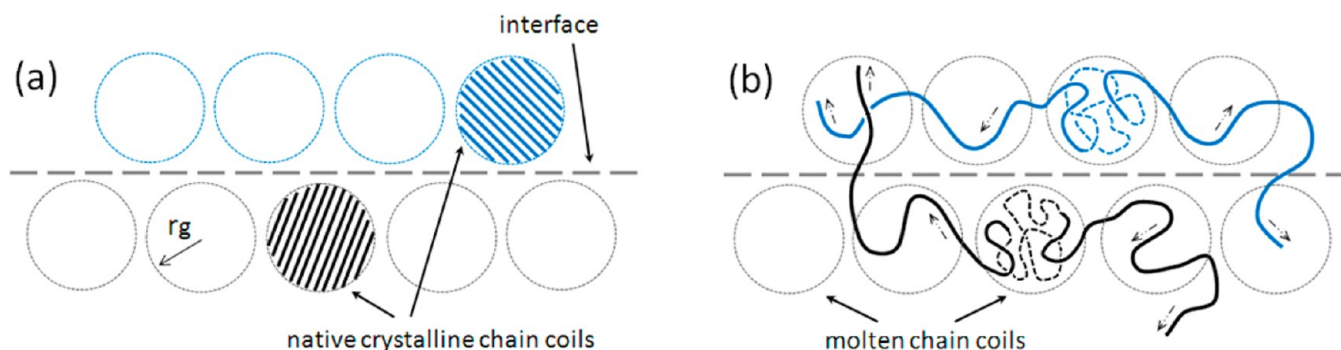 (a)
interface
rg
native crystalline chain coils
(b)
molten chain coils